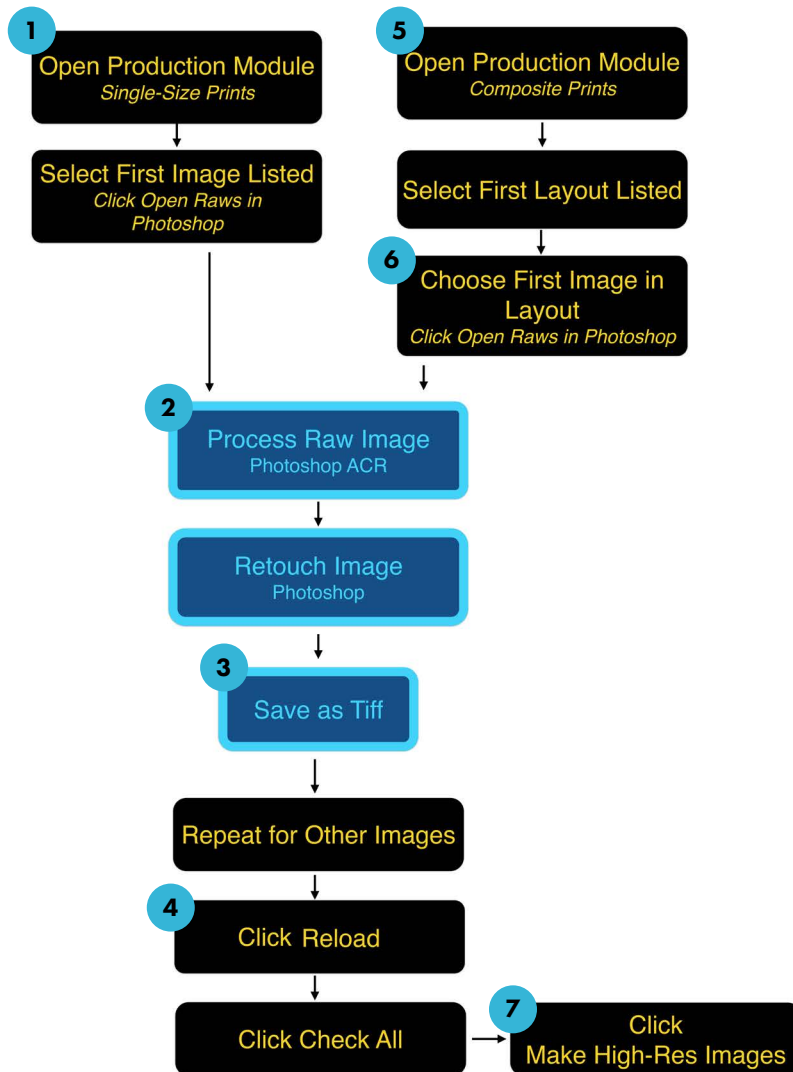 1
Open Production Module
Single-Size Prints
Select First Image Listed
Click Open Raws in
Photoshop
5
Open Production Module
Composite Prints
Select First Layout Listed
6
Choose First Image in
Layout
Click Open Raws in Photoshop
2
Process Raw Image
Photoshop ACR
Retouch Image
Photoshop
3
Save as Tiff
Repeat for Other Images
4
Click Reload
Click Check All
7
Click
Make High-Res Images